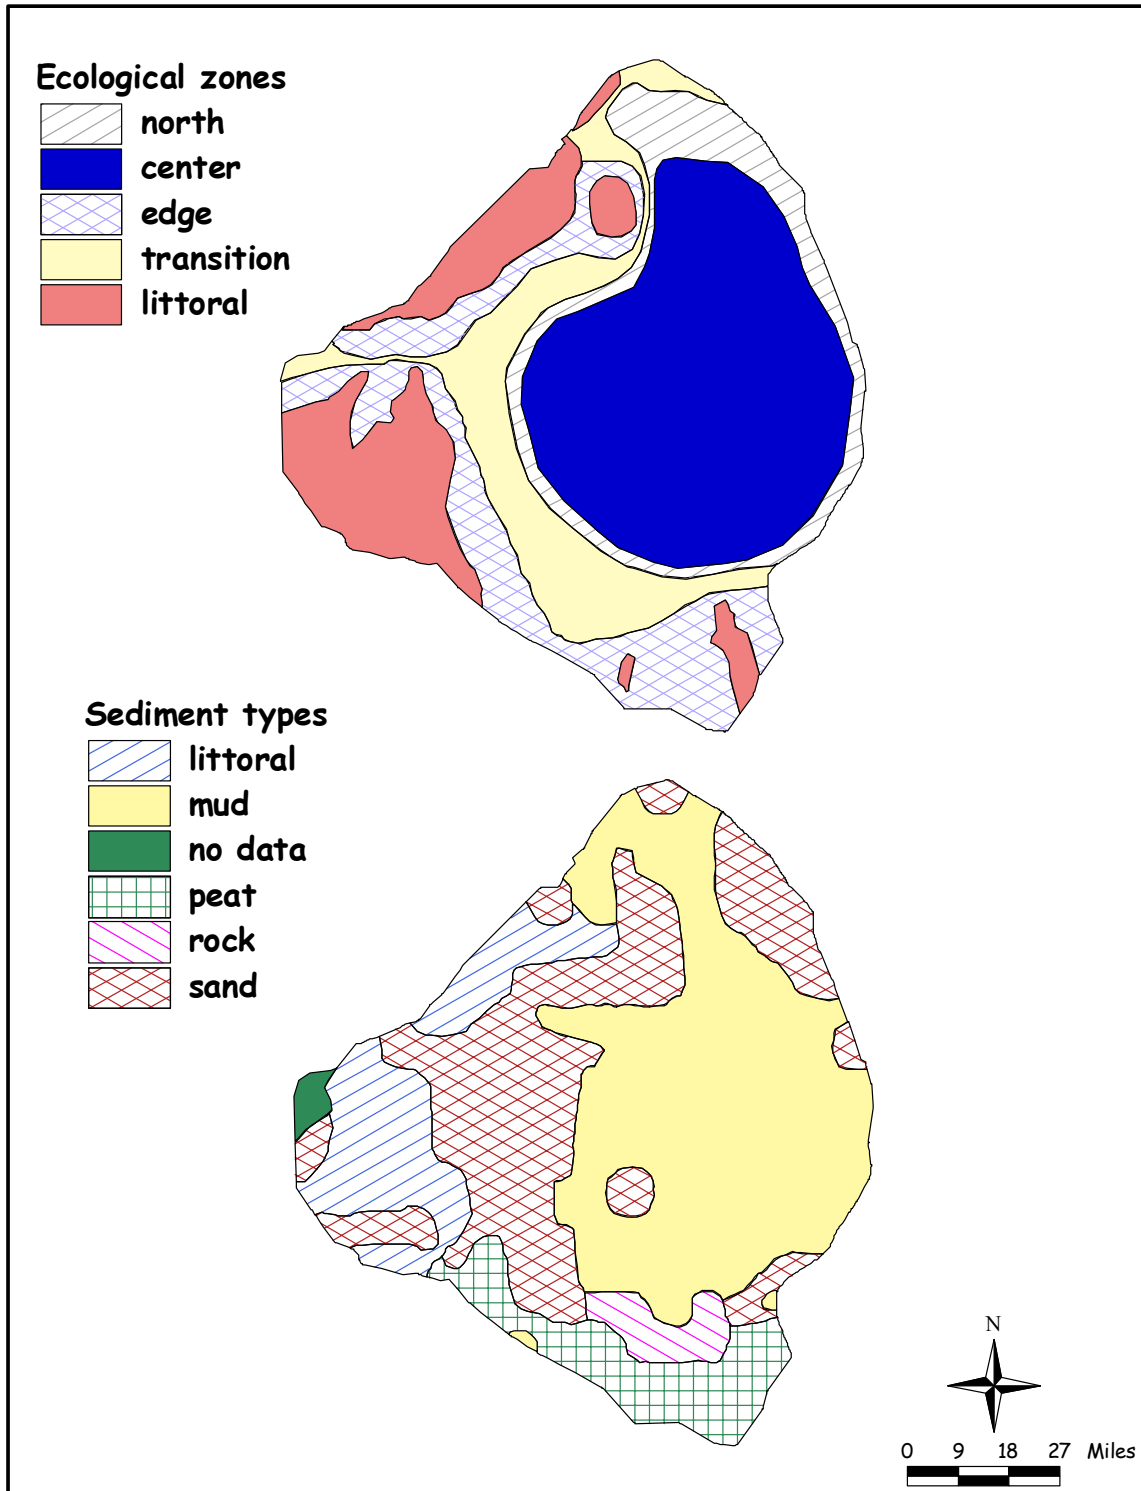 Ecological zones
north
center
edge
transition
littoral
Sediment types
littoral
mud
no data
peat
rock
sand
N
0 9 18 27 Miles